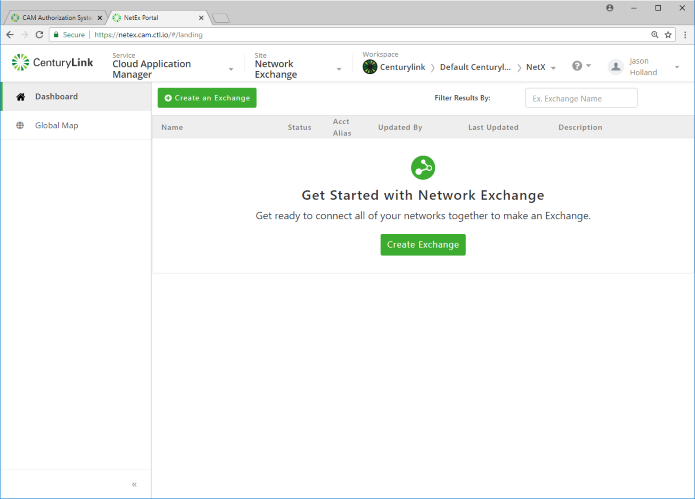 CAM Authorization Syste
NetEx Portal
Secure
https://netex.cam.ctl.io/#/landing
CenturyLink
Service
Cloud Application
Manager
Site
Network
Exchange
Workspace
Centurylink
Default Centuryl...
NetX
?
Jason
Holland
Dashboard
Global Map
Create an Exchange
Filter Results By:
Ex. Exchange Name
Name
Status
Acct
Alias
Updated By
Last Updated
Description
Get Started with Network Exchange
Get ready to connect all of your networks together to make an Exchange.
Create Exchange
«